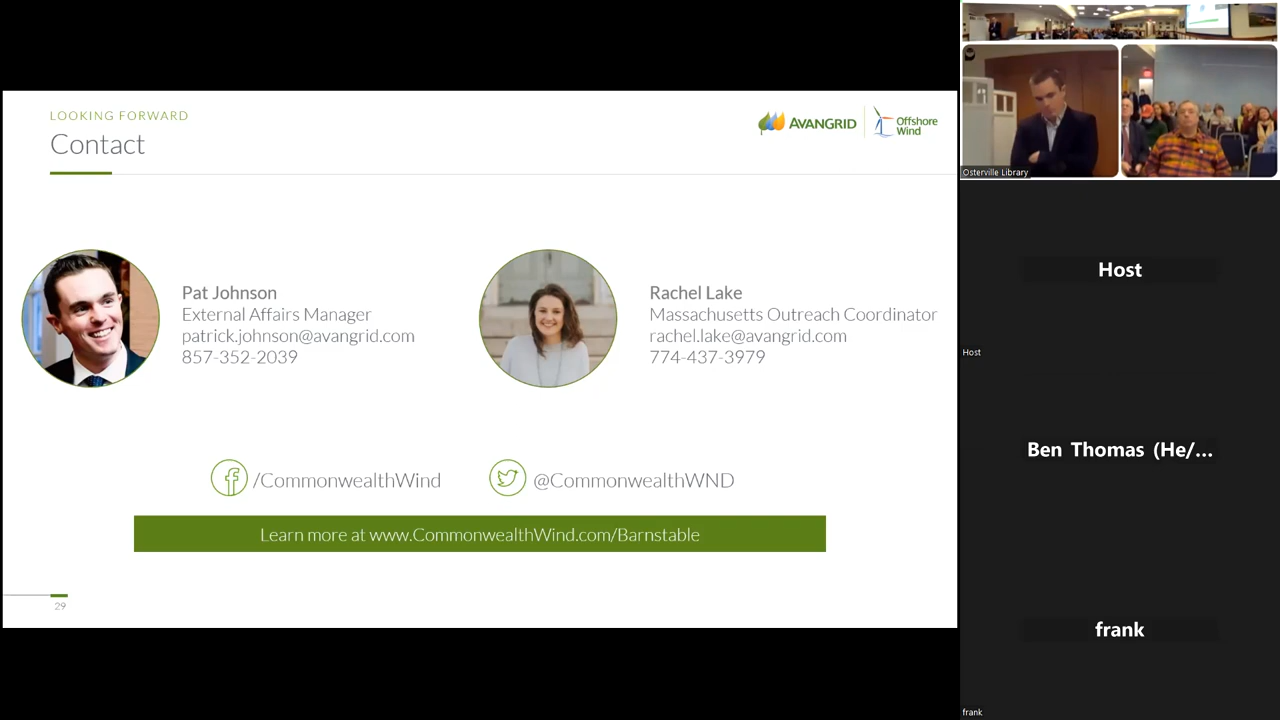 LOOKING FORWARD
Contact
AVANGRID
Offshore
Wind
Pat Johnson
External Affairs Manager
patrick.johnson@avangrid.com
857-352-2039
Rachel Lake
Massachusetts Outreach Coordinator
rachel.lake@avangrid.com
774-437-3979
/CommonwealthWind
@CommonwealthWND
Learn more at www.CommonwealthWind.com/Barnstable
29
Osterville Library
Host
Host
Ben Thomas (He/...
frank
frank